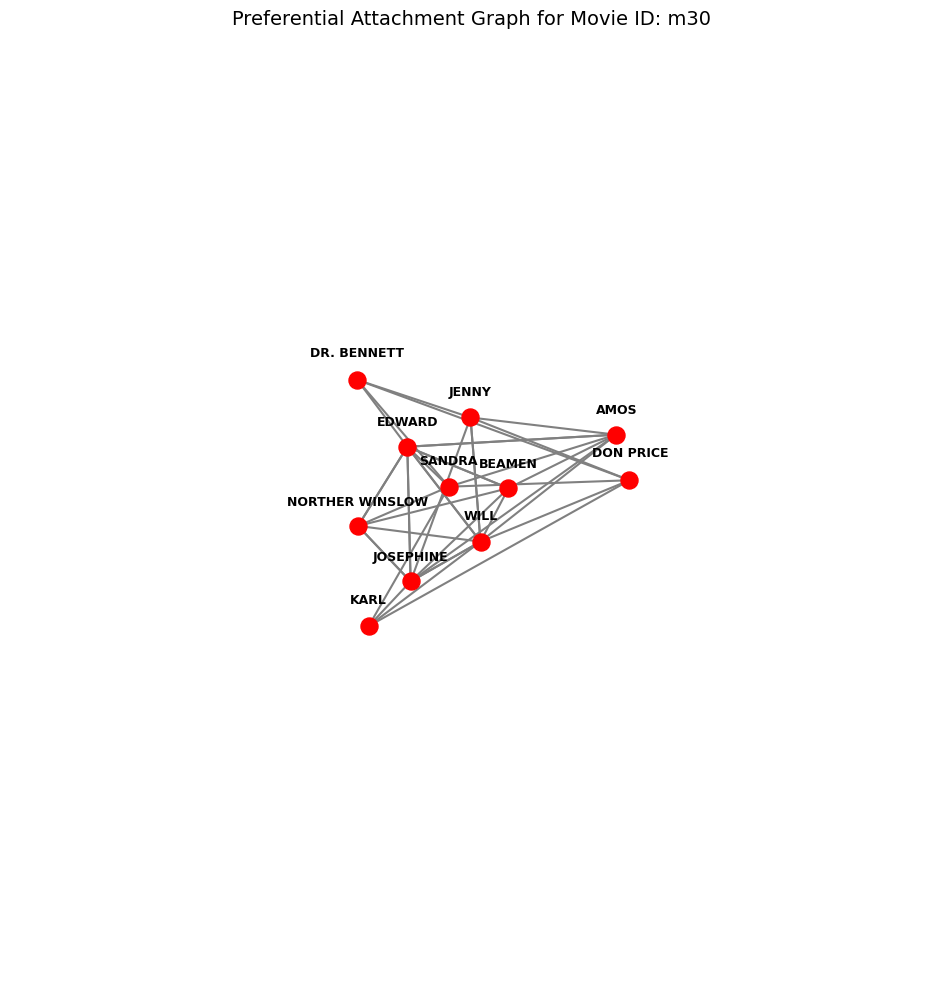 Preferential Attachment Graph for Movie ID: m30
DR. BENNETT
JENNY
AMOS
EDWARD
DON PRICE
SANDRA
BEAMEN
NORTHER WINSLOW
WILL
JOSEPHINE
KARL